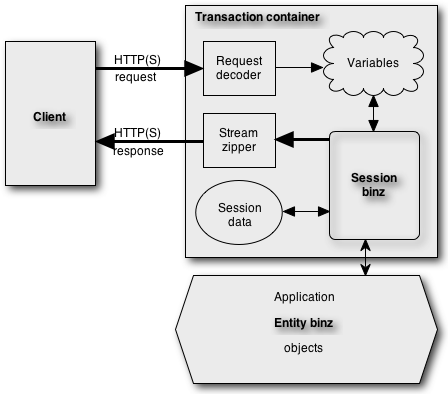 Transaction container
HTTP(S)
request
Request
decoder
Variables
Client
HTTP(S)
response
Stream
zipper
Session
binz
Session
data
Application
Entity binz
objects